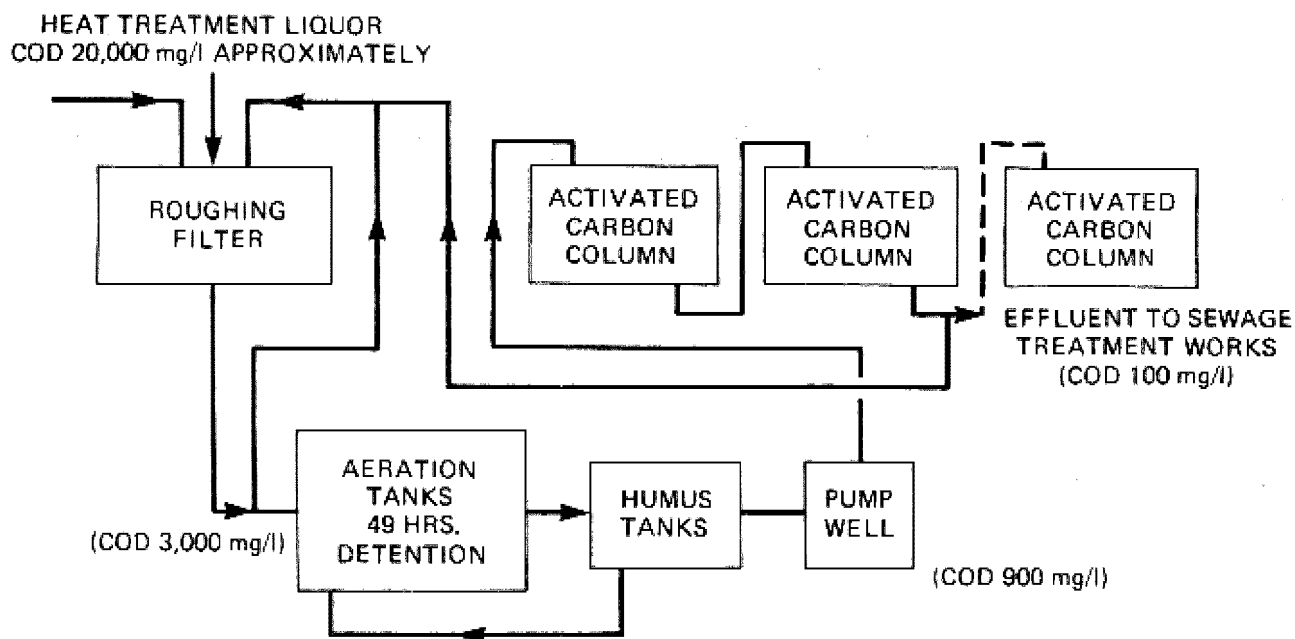 HEAT TREATMENT LIQUOR
COD 20,000 mg/l APPROXIMATELY
ROUGHING
FILTER
ACTIVATED
CARBON
COLUMN
ACTIVATED
CARBON
COLUMN
ACTIVATED
CARBON
COLUMN
EFFLUENT TO SEWAGE
TREATMENT WORKS
(COD 100 mg/l)
AERATION
TANKS
49 HRS.
DETENTION
HUMUS
TANKS
PUMP
WELL
(COD 3,000 mg/l)
(COD 900 mg/l)